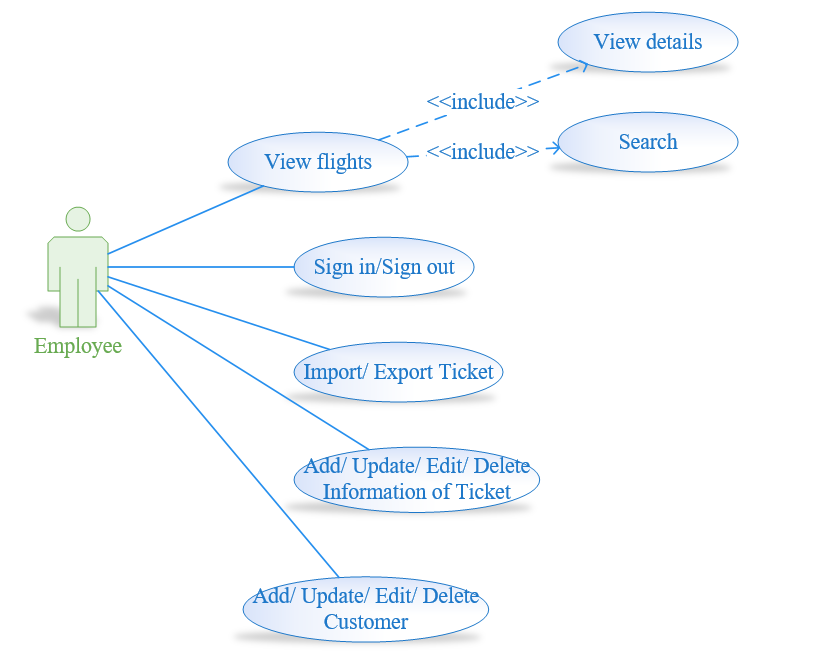 View details
<<include>>
<<include>>
Search
View flights
Sign in/Sign out
Employee
Import/ Export Ticket
Add/ Update/ Edit/ Delete
Information of Ticket
Add/ Update/ Edit/ Delete
Customer